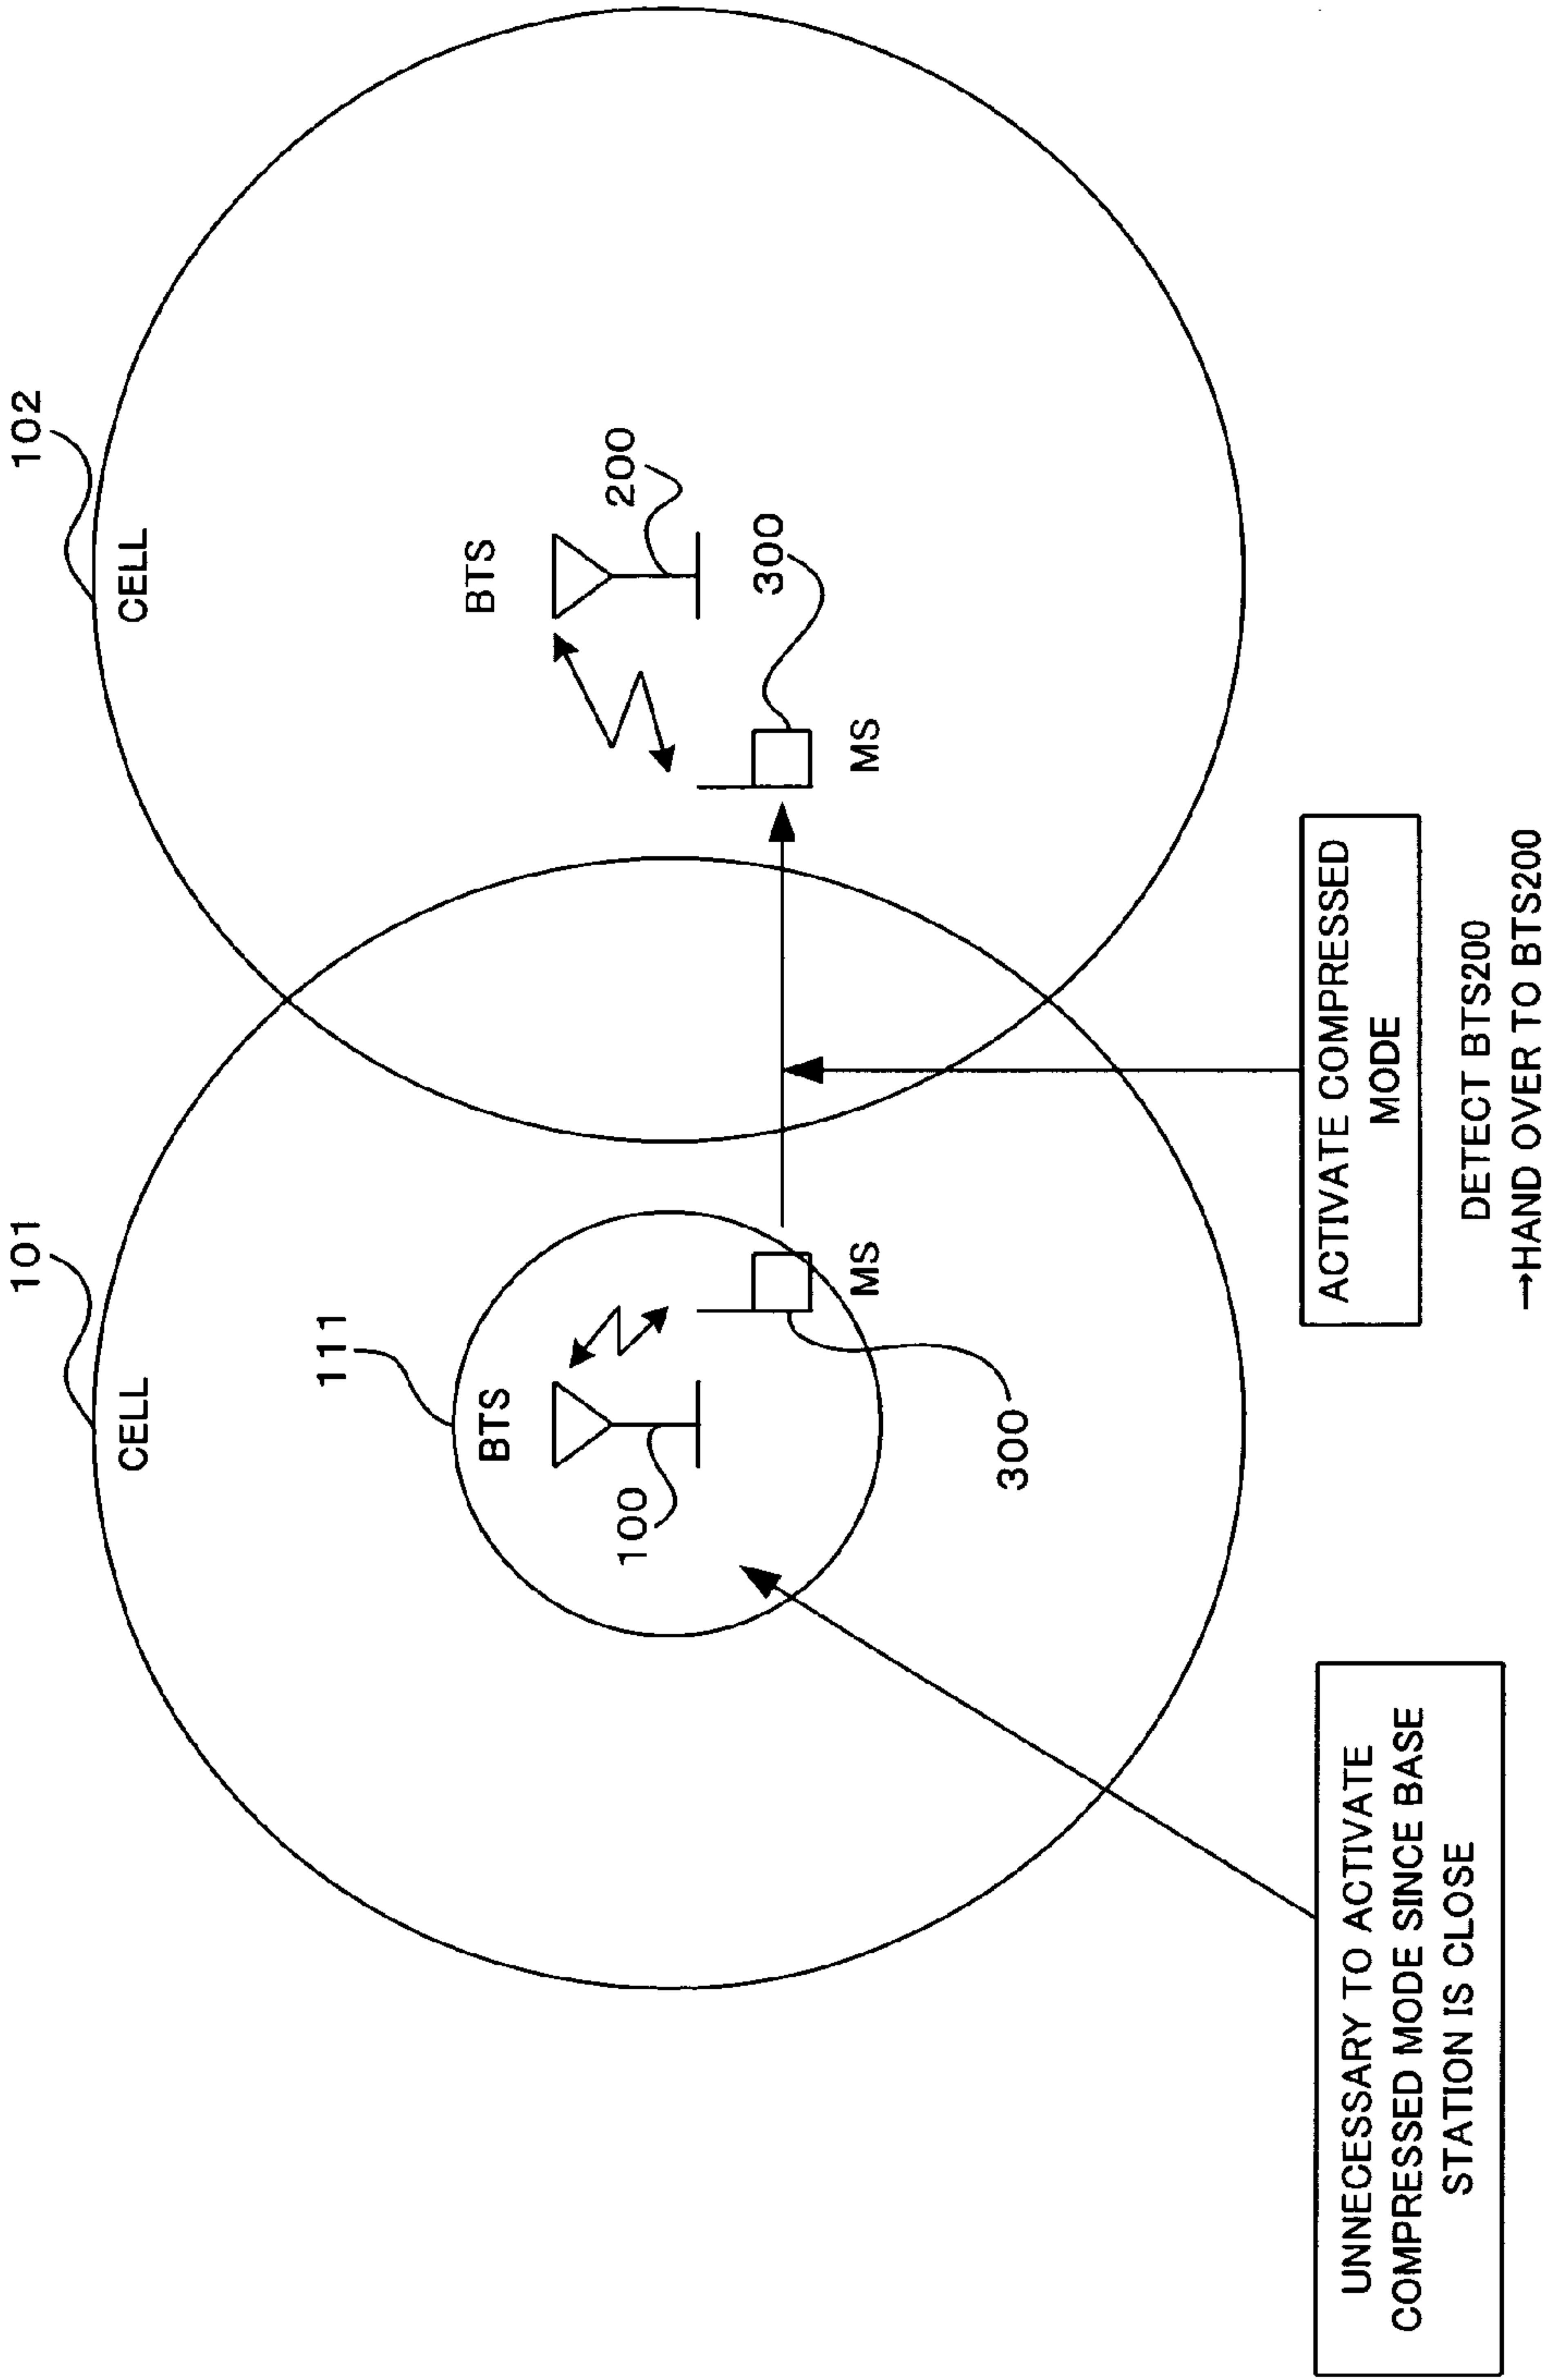 101
102
CELL
CELL
111
BTS
BTS
100
200
300
MS
MS
300
UNNECESSARY TO ACTIVATE
COMPRESSED MODE SINCE BASE
STATION IS CLOSE
ACTIVATE COMPRESSED
MODE
DETECT BTS200
→HAND OVER TO BTS200